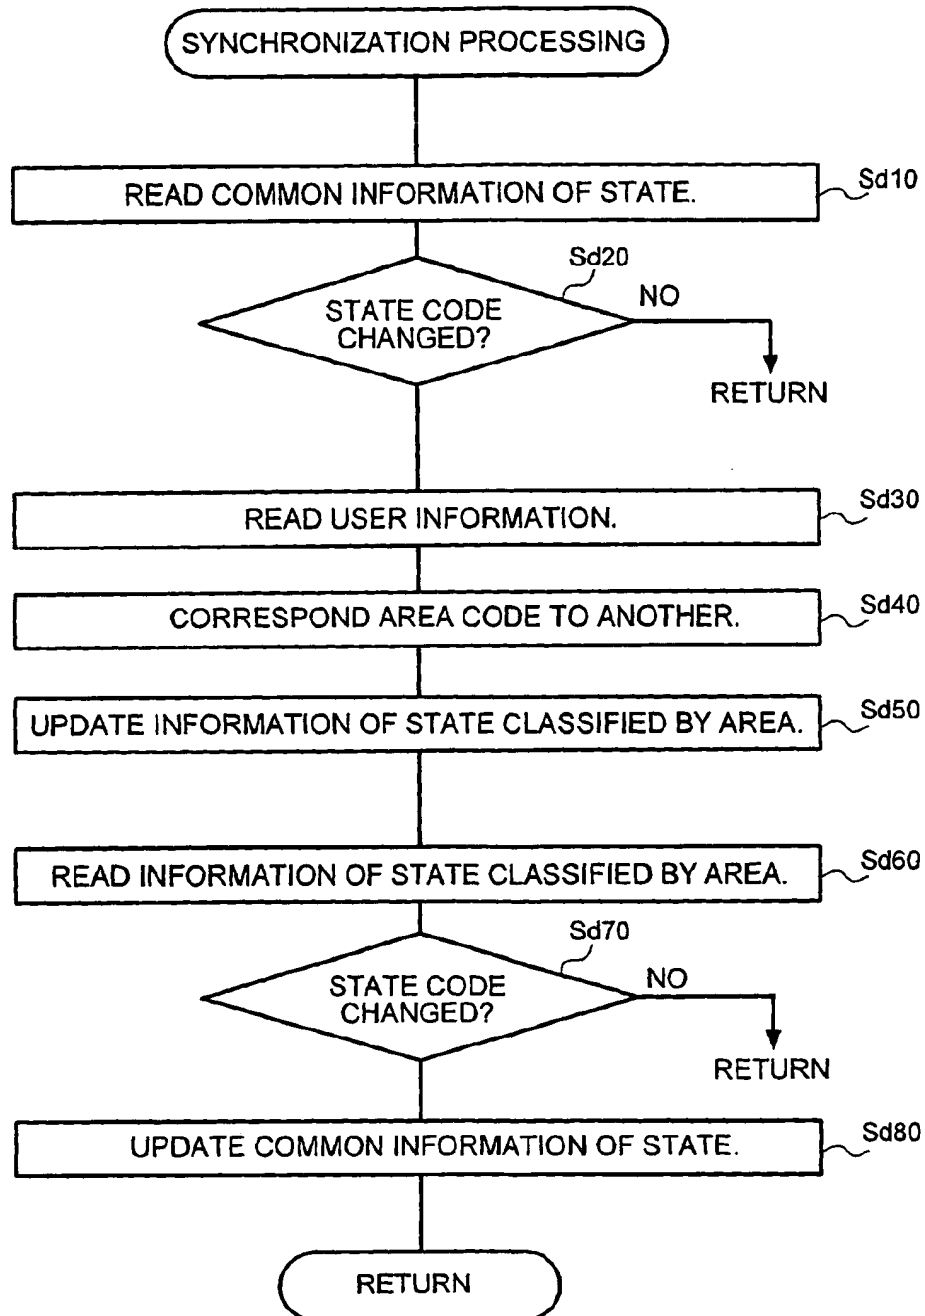 SYNCHRONIZATION PROCESSING
READ COMMON INFORMATION OF STATE.
Sd10
Sd20
STATE CODE
CHANGED?
NO
RETURN
READ USER INFORMATION.
Sd30
CORRESPOND AREA CODE TO ANOTHER.
Sd40
UPDATE INFORMATION OF STATE CLASSIFIED BY AREA.
Sd50
READ INFORMATION OF STATE CLASSIFIED BY AREA.
Sd60
Sd70
STATE CODE
CHANGED?
NO
RETURN
UPDATE COMMON INFORMATION OF STATE.
Sd80
RETURN